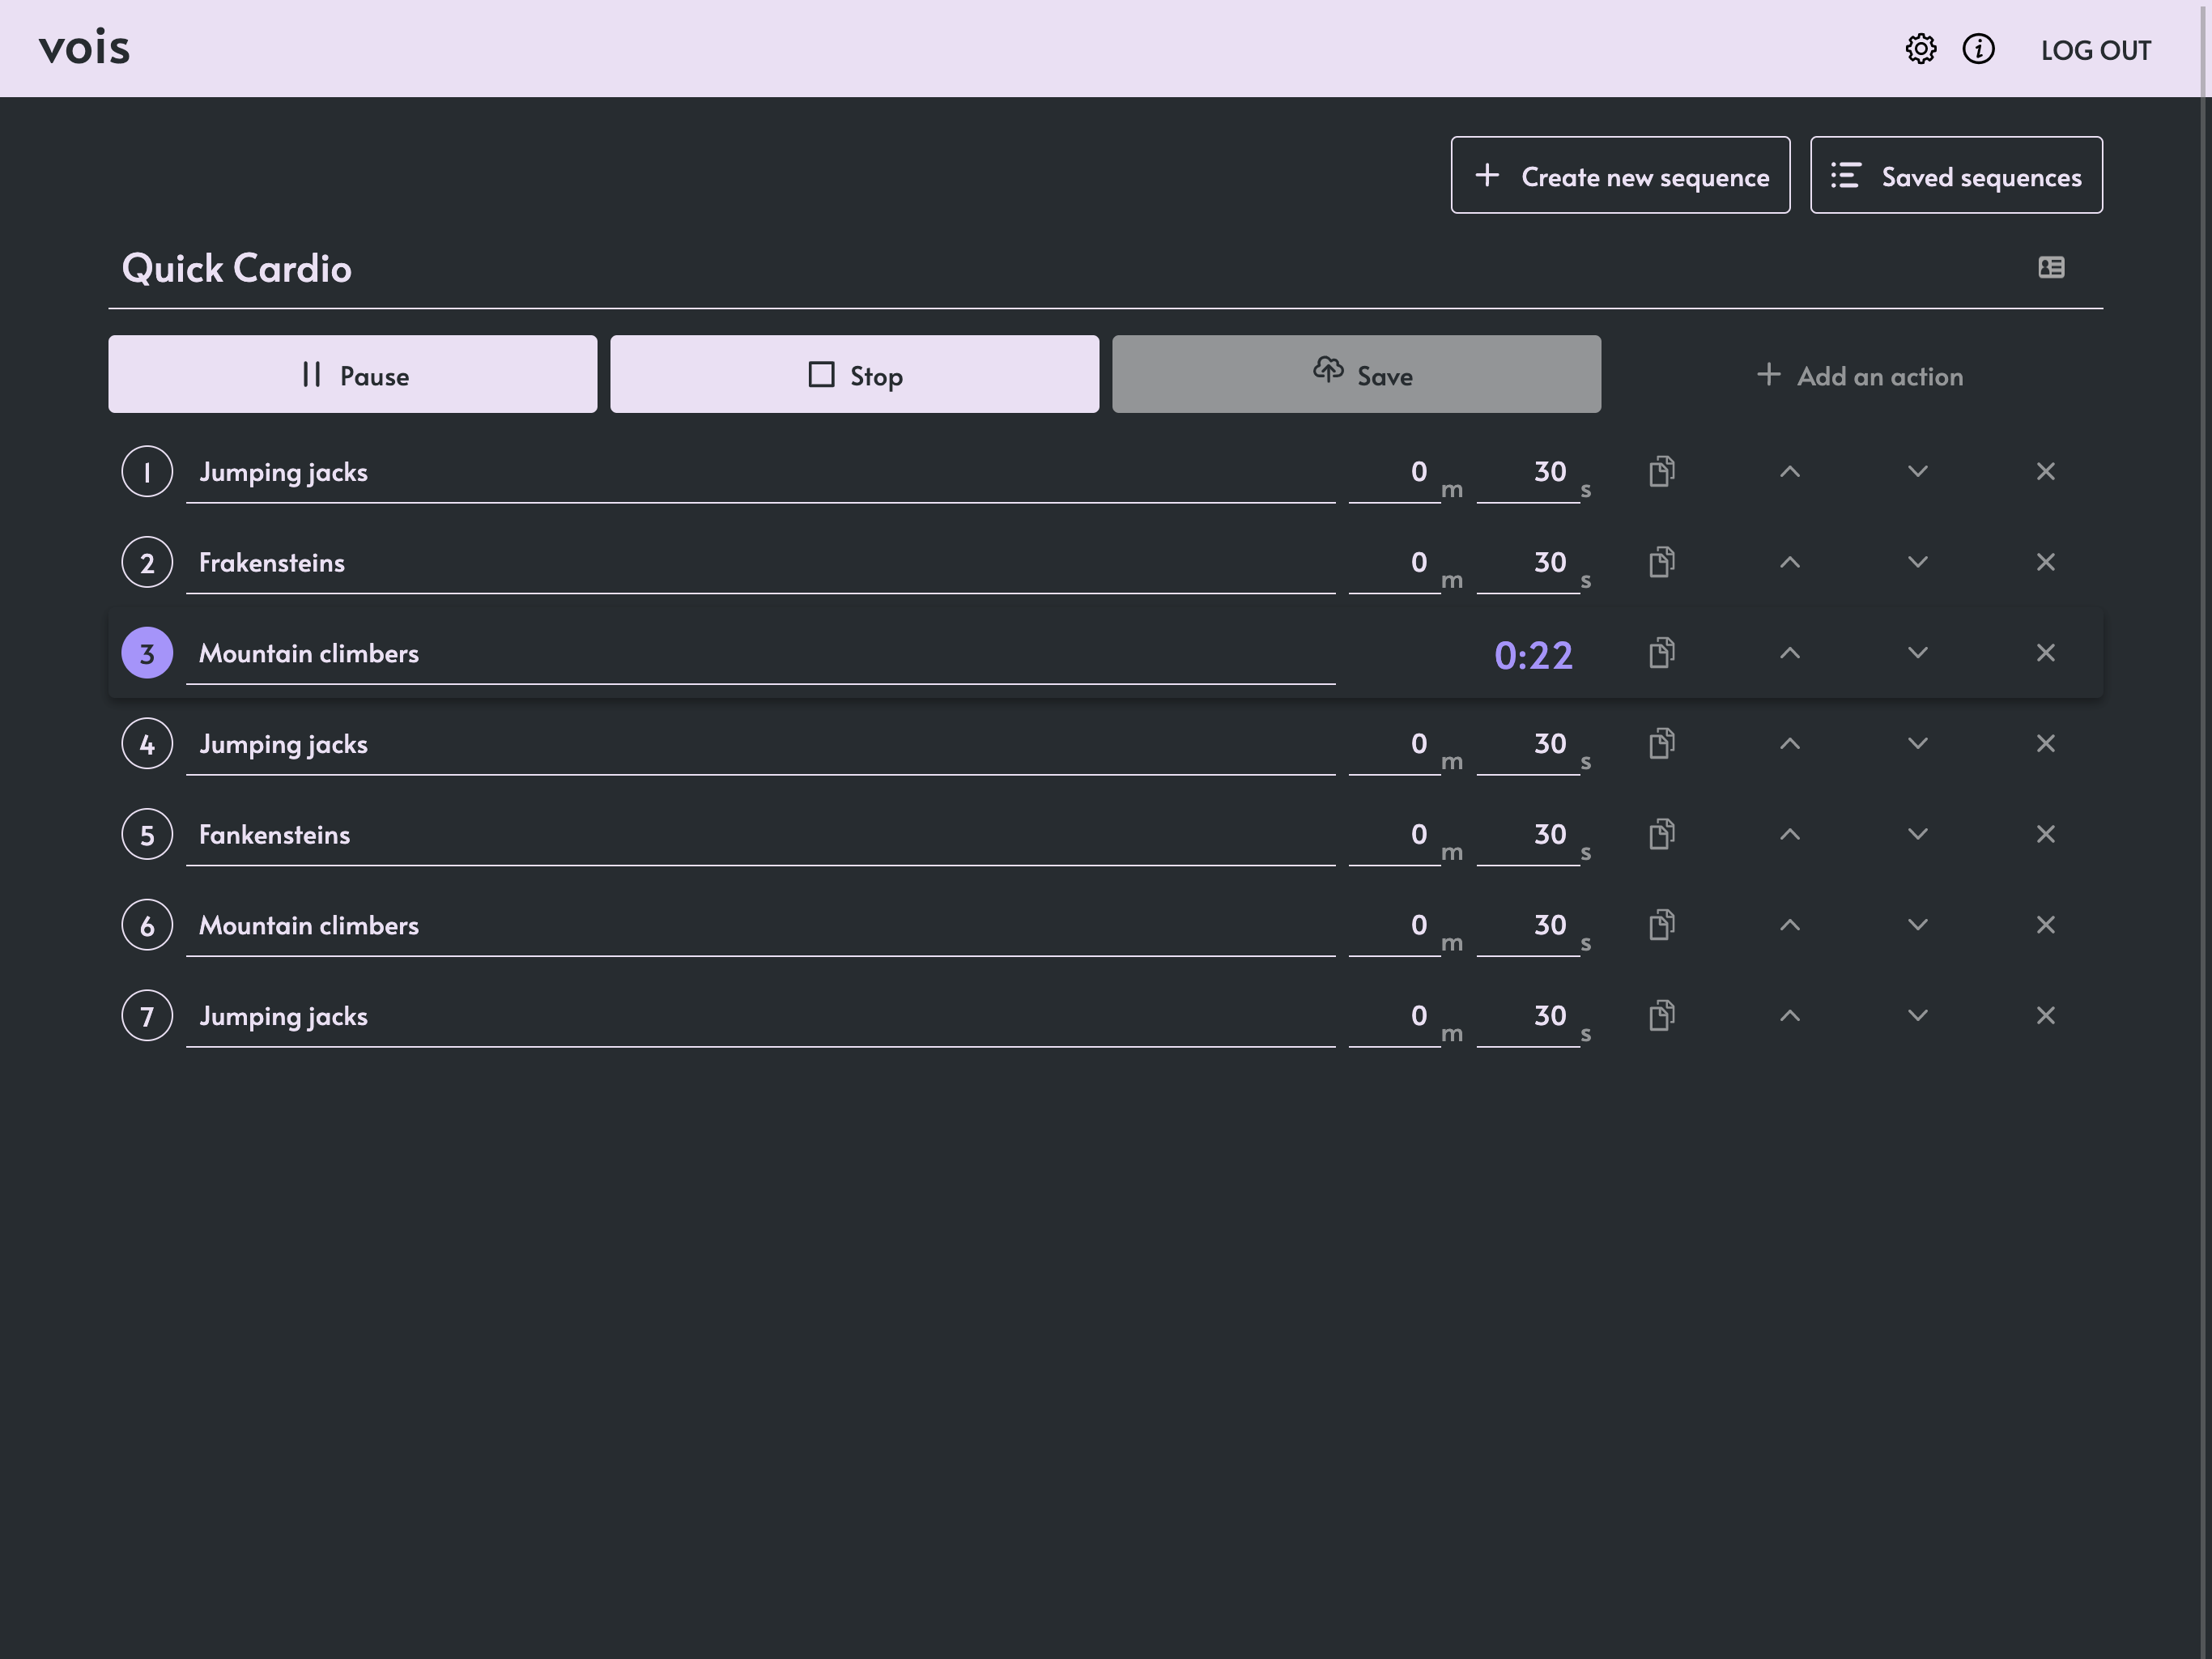 vois
LOG OUT
Create new sequence
Saved sequences
Quick Cardio
Pause
Stop
Save
Add an action
1 Jumping jacks 0 m 30 s
2 Frakensteins 0 m 30 s
3 Mountain climbers 0:22
4 Jumping jacks 0 m 30 s
5 Fankensteins 0 m 30 s
6 Mountain climbers 0 m 30 s
7 Jumping jacks 0 m 30 s